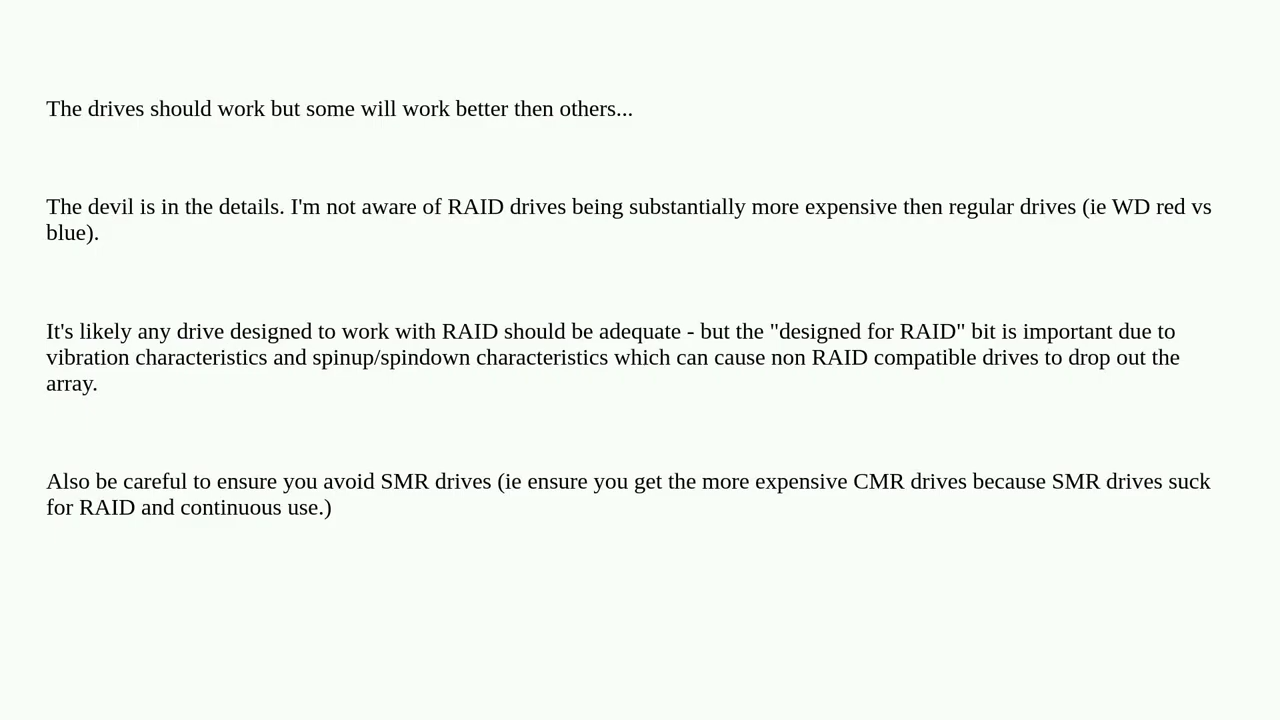 The drives should work but some will work better then others...
The devil is in the details. I'm not aware of RAID drives being substantially more expensive then regular drives (ie WD red vs
blue).
It's likely any drive designed to work with RAID should be adequate - but the "designed for RAID" bit is important due to
vibration characteristics and spinup/spindown characteristics which can cause non RAID compatible drives to drop out the
array.
Also be careful to ensure you avoid SMR drives (ie ensure you get the more expensive CMR drives because SMR drives suck
for RAID and continuous use.)